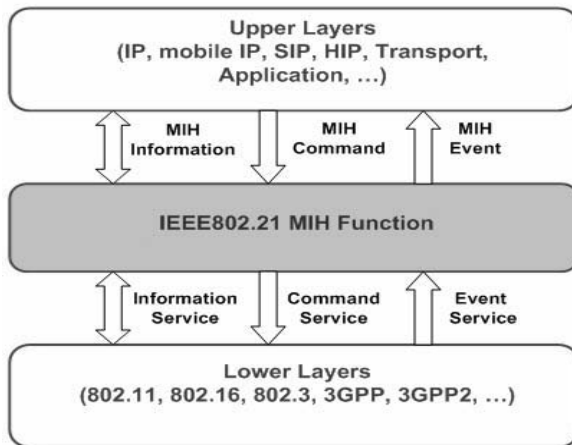 Upper Layers
(IP, mobile IP, SIP, HIP, Transport,
Application, ...)
MIH
Information
MIH
Command
MIH
Event
IEEE802.21 MIH Function
Information
Service
Command
Service
Event
Service
Lower Layers
(802.11, 802.16, 802.3, 3GPP, 3GPP2, ...)